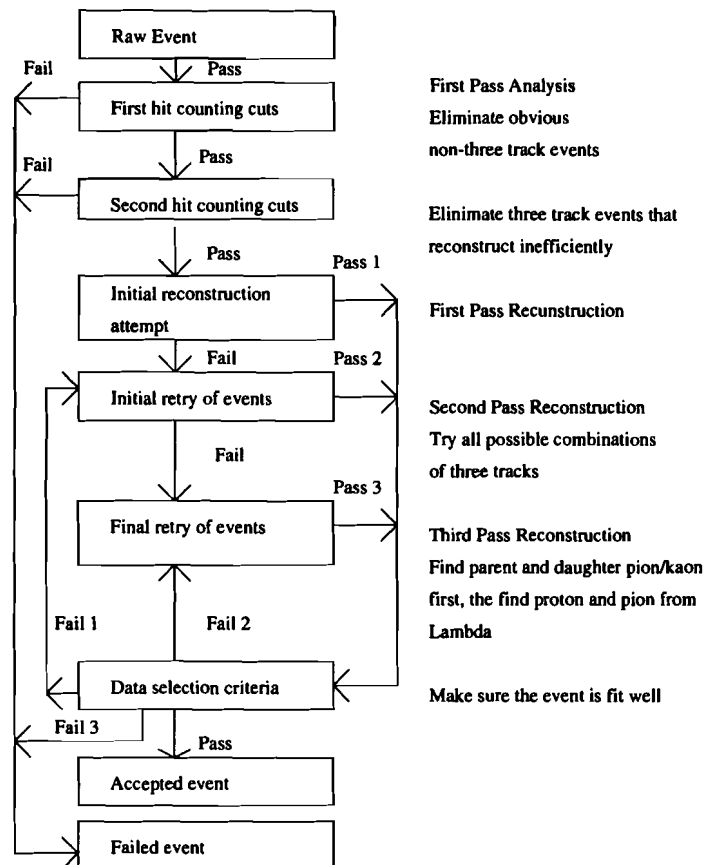 Raw Event
Fail
Pass
First hit counting cuts
First Pass Analysis
Eliminate obvious
non-three track events
Fail
Pass
Second hit counting cuts
Elinimate three track events that
reconstruct inefficiently
Pass
Pass 1
Initial reconstruction
attempt
First Pass Recunstruction
Fail
Pass 2
Initial retry of events
Second Pass Reconstruction
Try all possible combinations
of three tracks
Fail
Pass 3
Final retry of events
Third Pass Reconstruction
Find parent and daughter pion/kaon
first, the find proton and pion from
Lambda
Fail 1
Fail 2
Data selection criteria
Make sure the event is fit well
Fail 3
Pass
Accepted event
Failed event